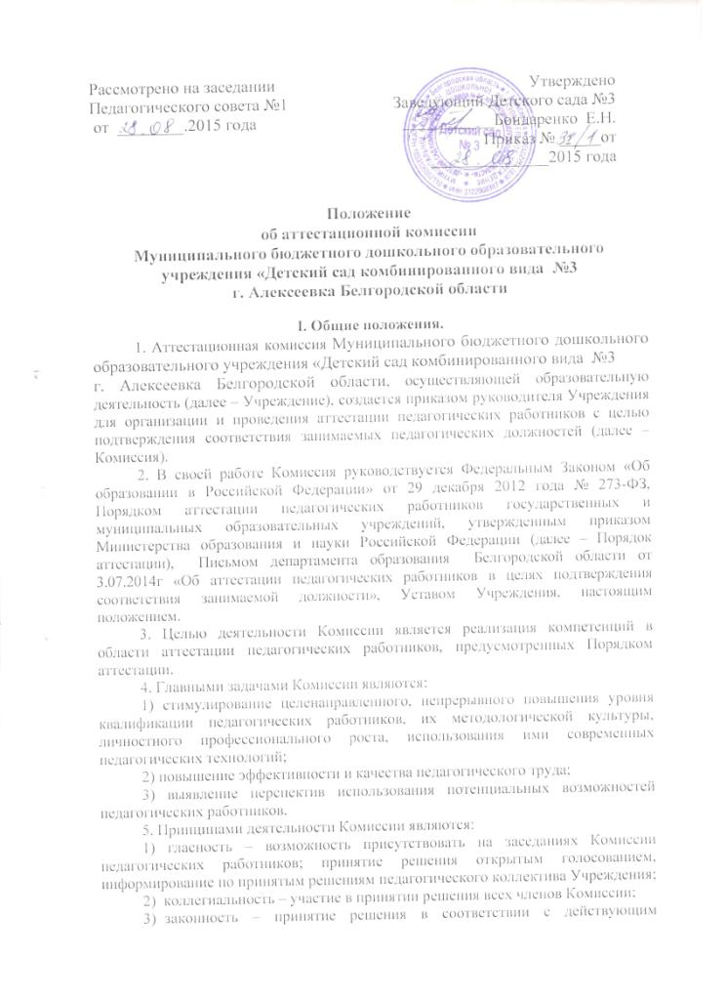 Рассмотрено на заседании
Педагогического совета №1
от 28.08.2015 года
Утверждено
Заведующий Детского сада №3
Бондаренко Е.Н.
Приказ № /1 от
28. 08 2015 года
Детский сад
№ 3
Положение
об аттестационной комиссии
Муниципального бюджетного дошкольного образовательного
учреждения «Детский сад комбинированного вида №3
г. Алексеевка Белгородской области
I. Общие положения.
1. Аттестационная комиссия Муниципального бюджетного дошкольного
образовательного учреждения «Детский сад комбинированного вида №3
г. Алексеевка Белгородской области, осуществляющей образовательную
деятельность (далее – Учреждение), создается приказом руководителя Учреждения
для организации и проведения аттестации педагогических работников с целью
подтверждения соответствия занимаемых педагогических должностей (далее –
Комиссия).
2. В своей работе Комиссия руководствуется Федеральным Законом «Об
образовании в Российской Федерации» от 29 декабря 2012 года № 273-ФЗ,
Порядком аттестации педагогических работников государственных и
муниципальных образовательных учреждений, утвержденным приказом
Министерства образования и науки Российской Федерации (далее – Порядок
аттестации), Письмом департамента образования Белгородской области от
3.07.2014г «Об аттестации педагогических работников в целях подтверждения
соответствия занимаемой должности», Уставом Учреждения, настоящим
положением.
3. Целью деятельности Комиссии является реализация компетенций в
области аттестации педагогических работников, предусмотренных Порядком
аттестации.
4. Главными задачами Комиссии являются:
1) стимулирование целенаправленного, непрерывного повышения уровня
квалификации педагогических работников, их методологической культуры,
личностного профессионального роста, использования ими современных
педагогических технологий;
2) повышение эффективности и качества педагогического труда;
3) выявление перспектив использования потенциальных возможностей
педагогических работников.
5. Принципами деятельности Комиссии являются:
1) гласность – возможность присутствовать на заседаниях Комиссии
педагогических работников; принятие решения открытым голосованием,
информирование по принятым решениям педагогического коллектива Учреждения;
2) коллегиальность – участие в принятии решения всех членов Комиссии;
3) законность – принятие решения в соответствии с действующим